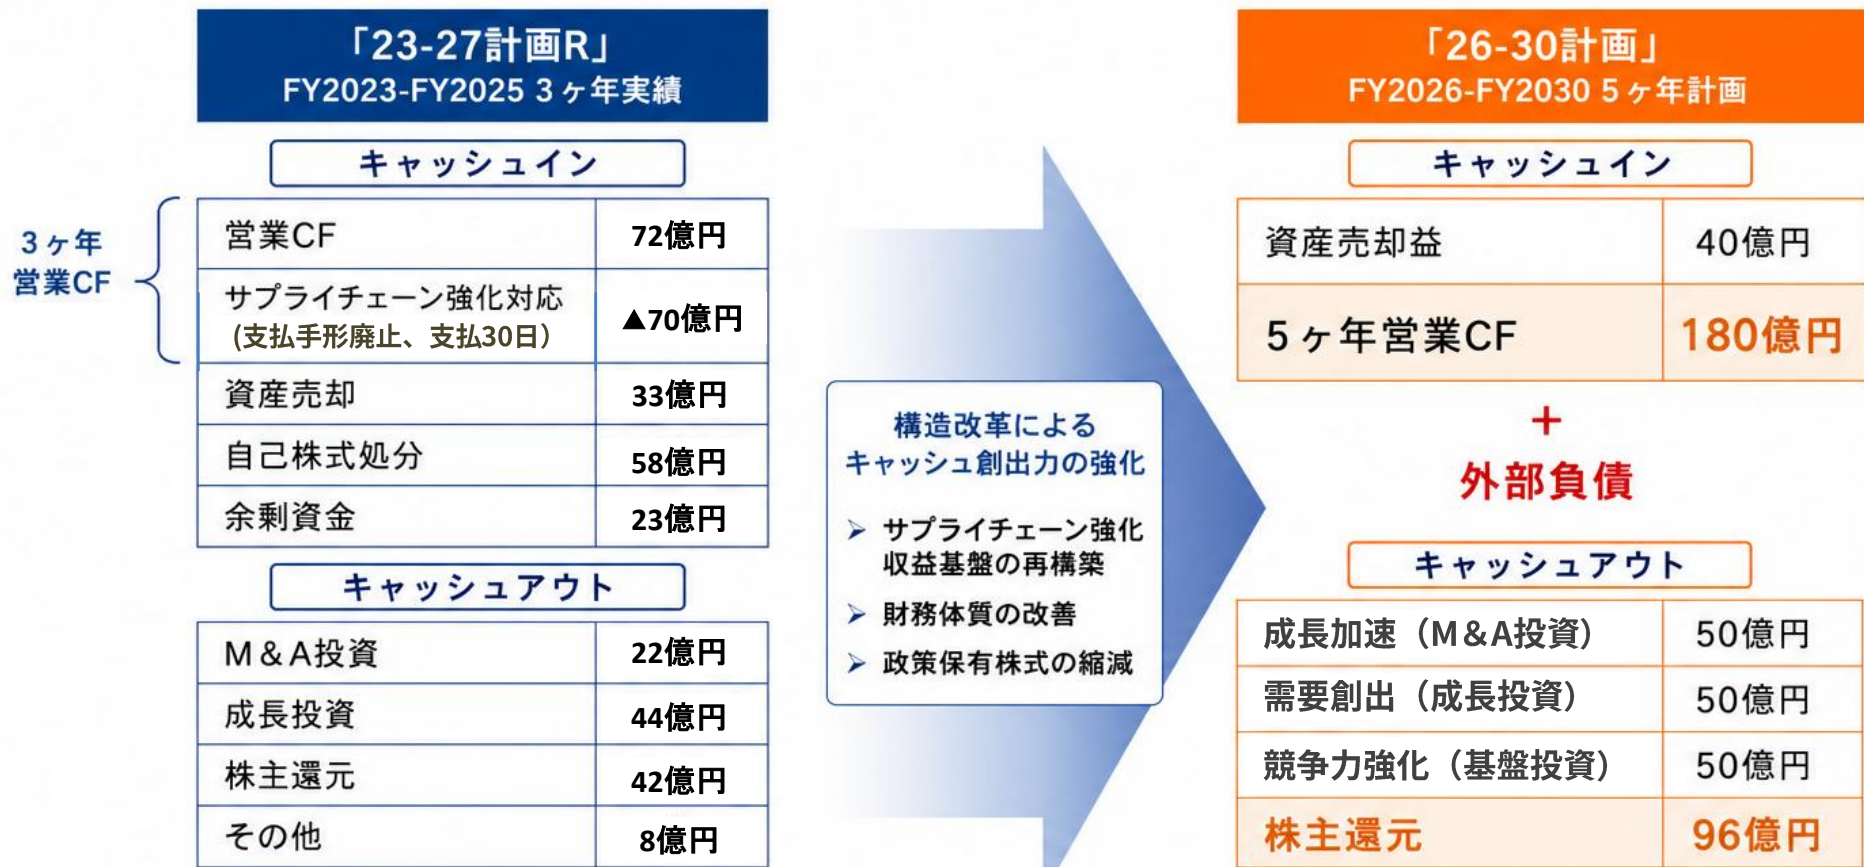 「23-27計画R」
FY2023-FY2025 3ヶ年実績
キャッシュイン
3ヶ年
営業CF
営業CF 72億円
サプライチェーン強化対応
(支払手形廃止、支払30日)
▲70億円
資産売却 33億円
自己株式処分 58億円
余剰資金 23億円
キャッシュアウト
M&A投資 22億円
成長投資 44億円
株主還元 42億円
その他 8億円
構造改革による
キャッシュ創出力の強化
➢ サプライチェーン強化
収益基盤の再構築
➢ 財務体質の改善
➢ 政策保有株式の縮減
「26-30計画」
FY2026-FY2030 5ヶ年計画
キャッシュイン
資産売却益 40億円
5ヶ年営業CF 180億円
+
外部負債
キャッシュアウト
成長加速（M&A投資） 50億円
需要創出（成長投資） 50億円
競争力強化（基盤投資） 50億円
株主還元 96億円